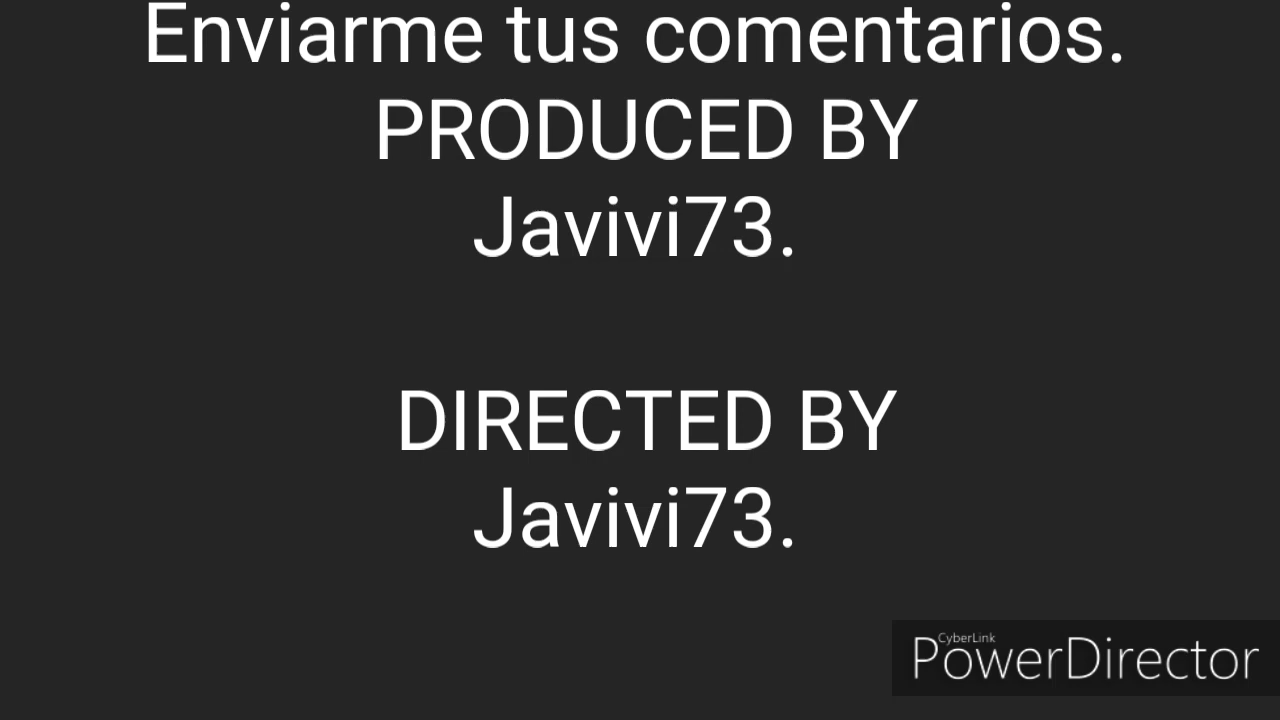 Enviarme tus comentarios.
PRODUCED BY
Javivi73.
DIRECTED BY
Javivi73.
CyberLink
PowerDirector